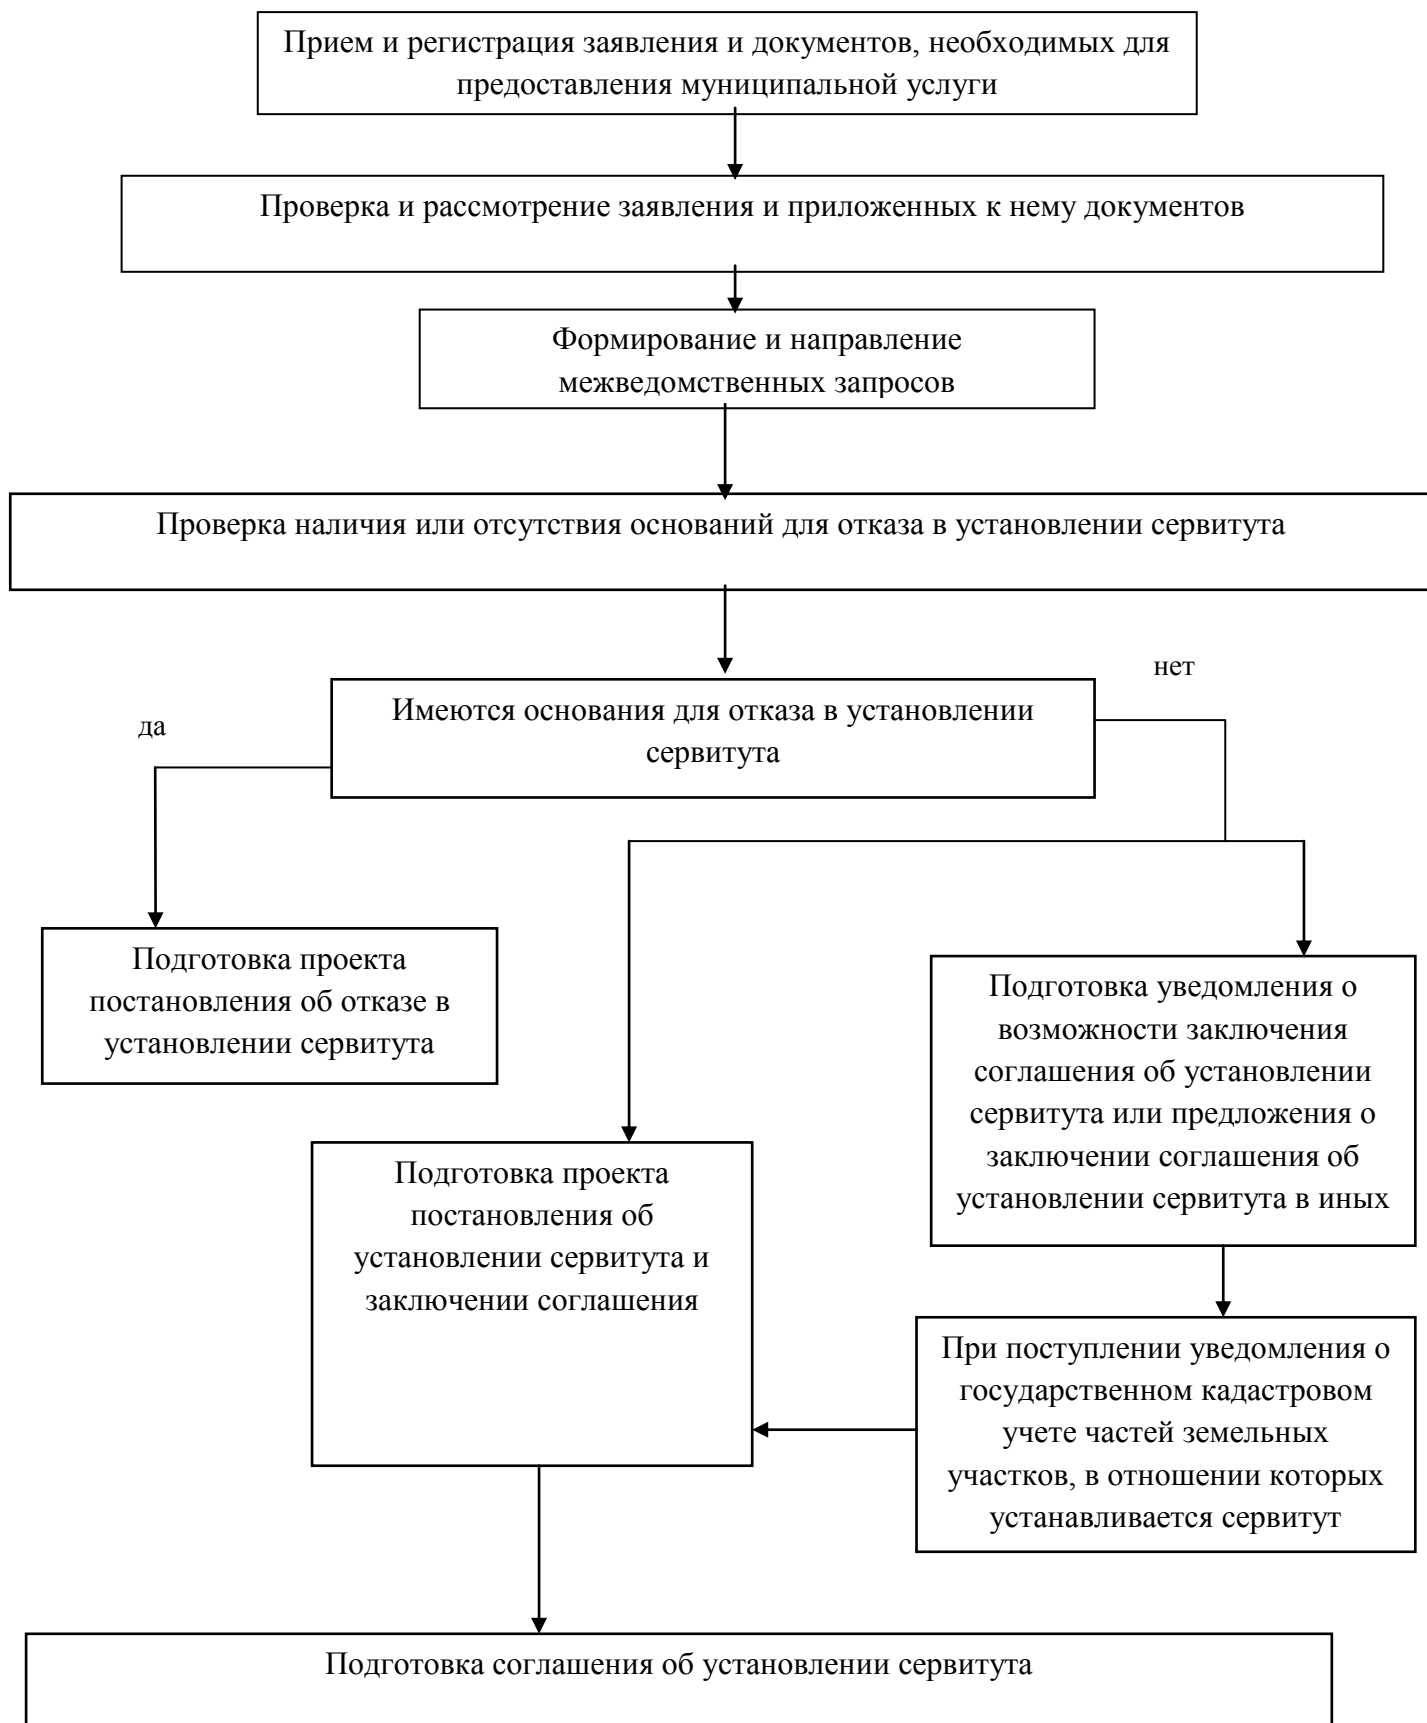 Прием и регистрация заявления и документов, необходимых для
предоставления муниципальной услуги
Проверка и рассмотрение заявления и приложенных к нему документов
Формирование и направление
межведомственных запросов
Проверка наличия или отсутствия оснований для отказа в установлении сервитута
нет
Имеются основания для отказа в установлении
сервитута
да
Подготовка проекта
постановления об отказе в
установлении сервитута
Подготовка уведомления о
возможности заключения
соглашения об установлении
сервитута или предложения о
заключении соглашения об
установлении сервитута в иных
Подготовка проекта
постановления об
установлении сервитута и
заключении соглашения
При поступлении уведомления о
государственном кадастровом
учете частей земельных
участков, в отношении которых
устанавливается сервитут
Подготовка соглашения об установлении сервитута